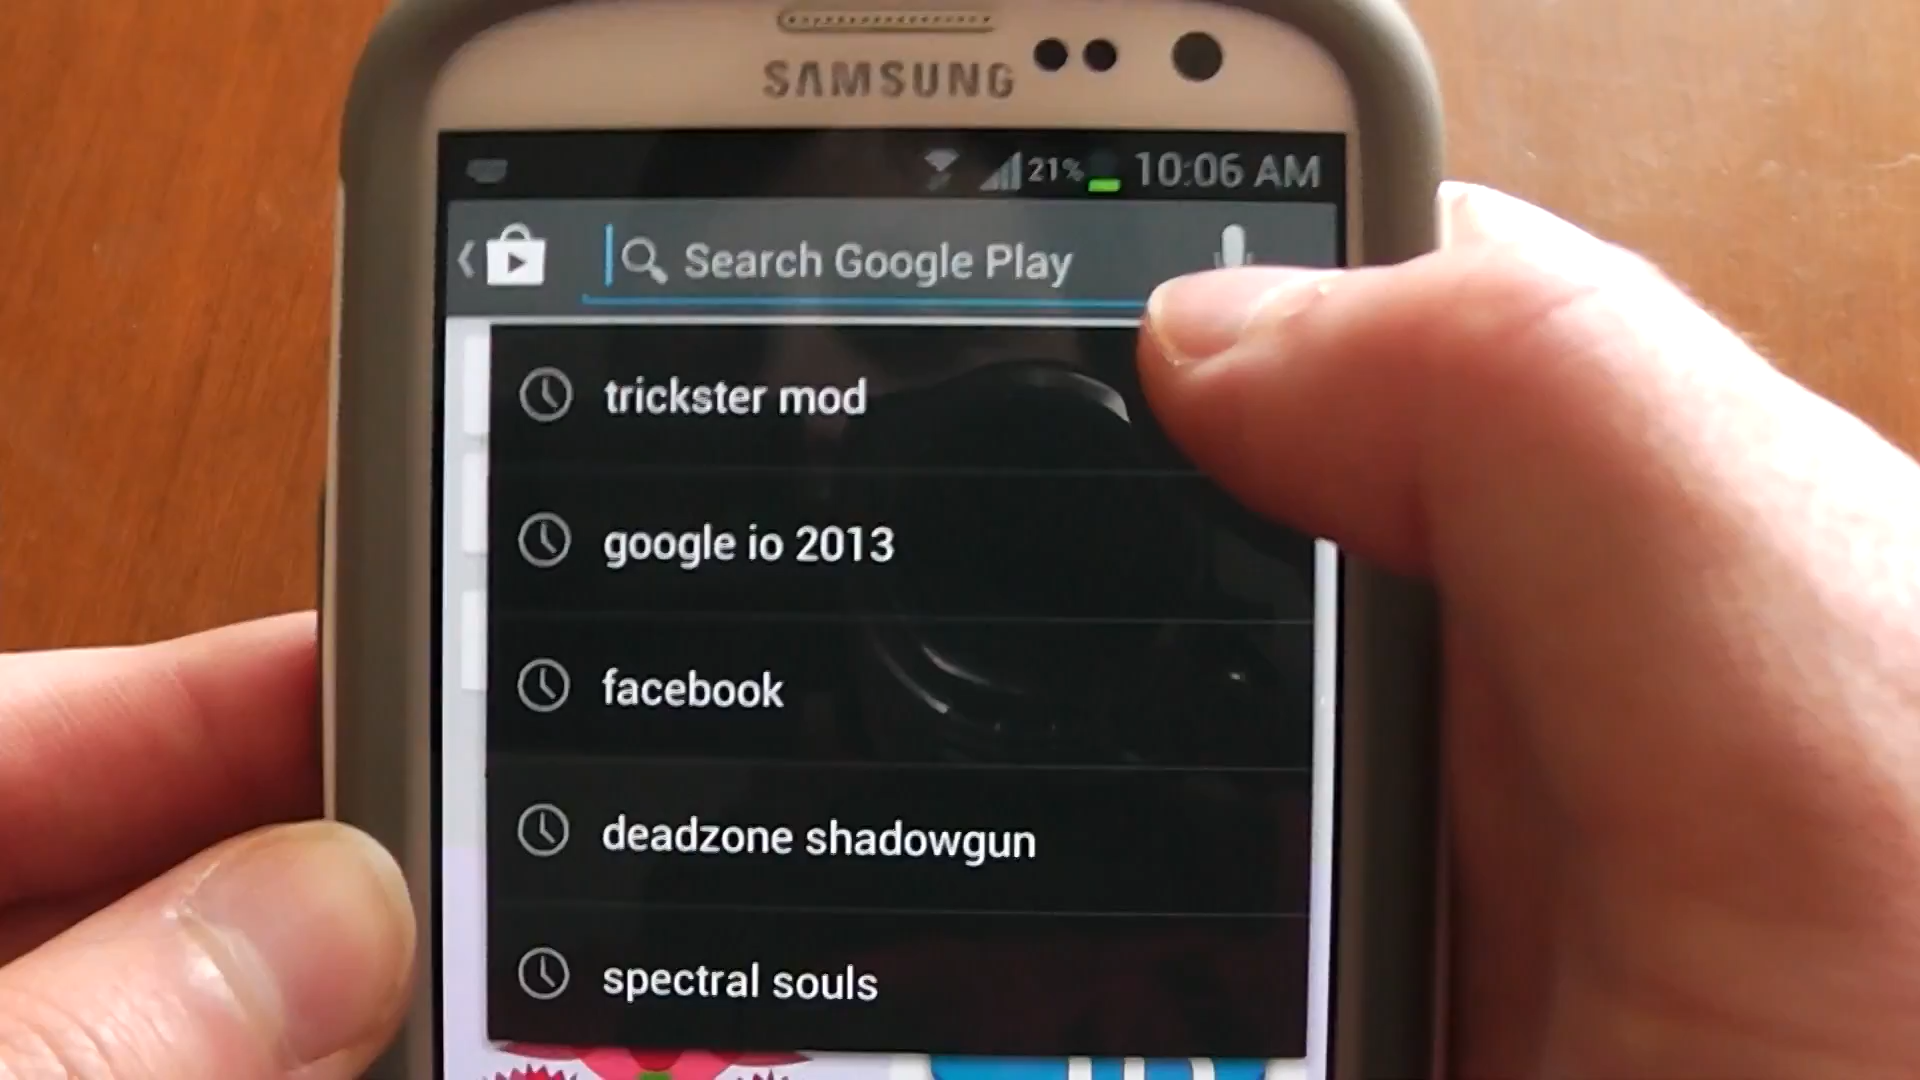 SAMSUNG
21% 10:06 AM
Search Google Play
trickster mod
google io 2013
facebook
deadzone shadowgun
spectral souls